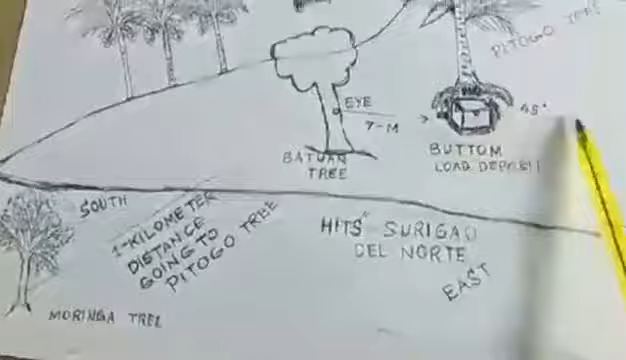 PITOGO TREE
EYE
7-M
45°
BATUAN
TREE
BUTTOM
LOAD DEPOSIT
SOUTH
1-KILOMETER
DISTANCE
GOING TO
PITOGO TREE
HITS" SURIGAO
DEL NORTE
EAST
MORINGA TREE